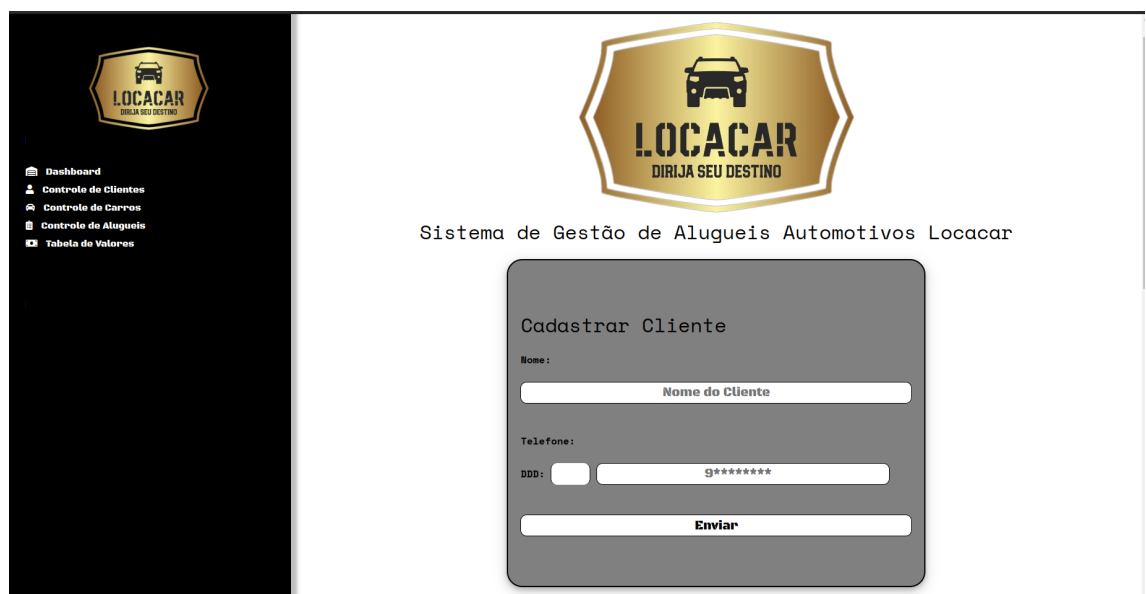 LOCACAR
DIRIJA SEU DESTINO
Dashboard
Controle de Clientes
Controle de Carros
Controle de Alugueis
Tabela de Valores
LOCACAR
DIRIJA SEU DESTINO
Sistema de Gestão de Alugueis Automotivos Locacar
Cadastrar Cliente
Nome:
Nome do Cliente
Telefone:
DDD: 9********
Enviar